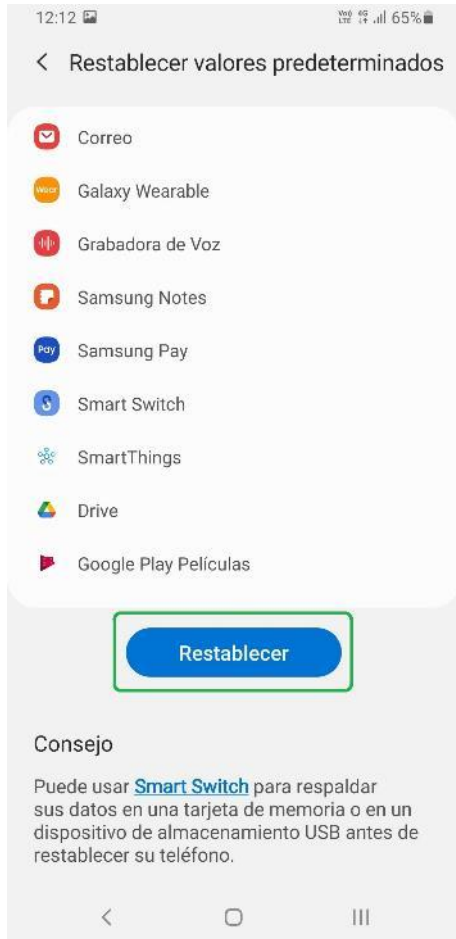 12:12 65%
Restablecer valores predeterminados
Correo
Wear Galaxy Wearable
Grabadora de Voz
Samsung Notes
Pay Samsung Pay
Smart Switch
SmartThings
Drive
Google Play Películas
Restablecer
Consejo
Puede usar Smart Switch para respaldar
sus datos en una tarjeta de memoria o en un
dispositivo de almacenamiento USB antes de
restablecer su teléfono.